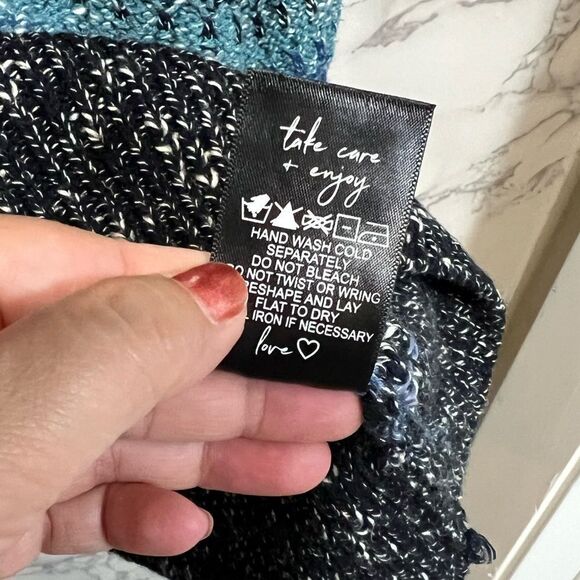 take care
+ enjoy
HAND WASH COLD
SEPARATELY
DO NOT BLEACH
NOT TWIST OR WRING
RESHAPE AND LAY
FLAT TO DRY
IRON IF NECESSARY
love ♡